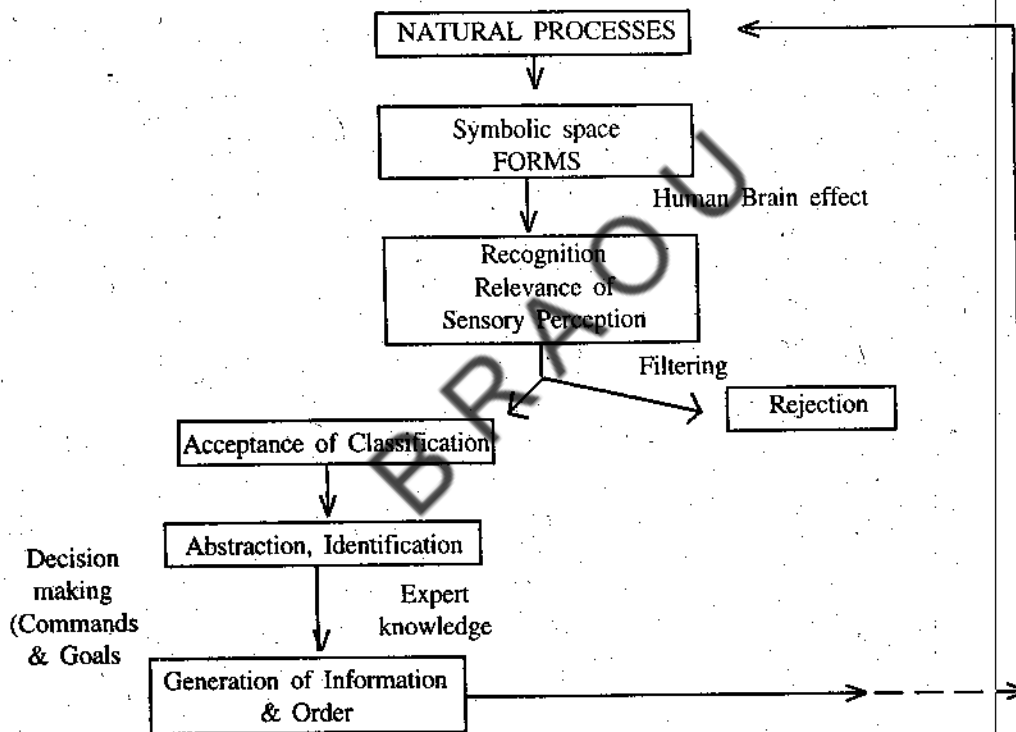 NATURAL PROCESSES
Symbolic space
FORMS
Human Brain effect
Recognition
Relevance of
Sensory Perception
Filtering
Rejection
Acceptance of Classification
Abstraction, Identification
Decision
making
(Commands
& Goals
Expert
knowledge
Generation of Information
& Order
BRAOU